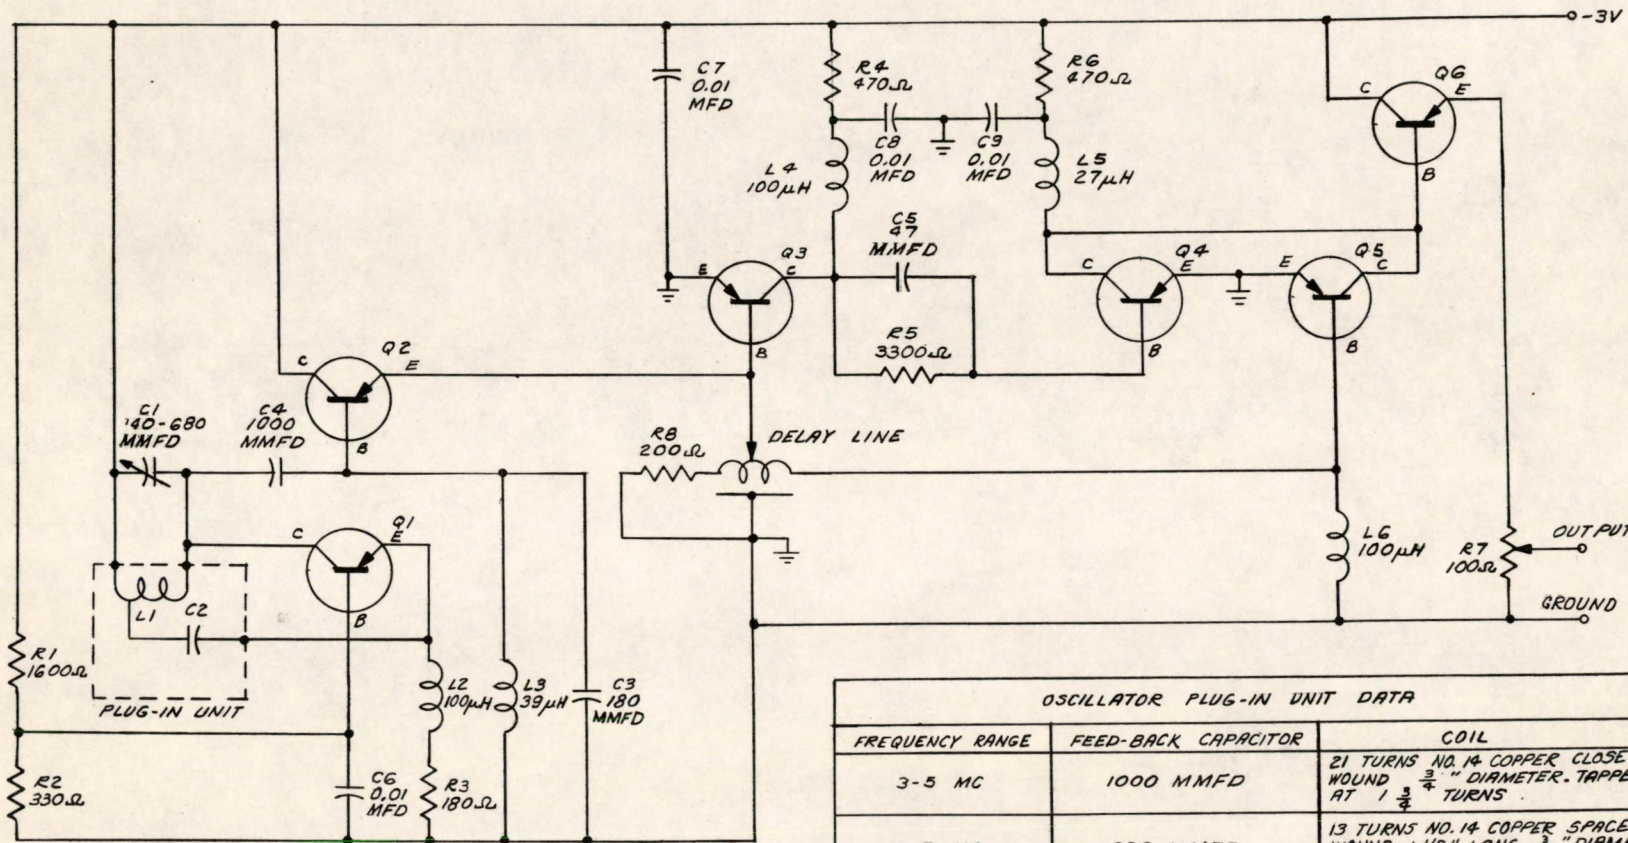 -3V
C7
0.01
MFD
R4
470Ω
R6
470Ω
C
Q6
E
B
C8
0.01
MFD
C9
0.01
MFD
L4
100μH
L5
27μH
C5
47
MMFD
E
Q3
C
B
C
Q4
E
B
E
Q5
C
B
R5
3300Ω
C
Q2
E
B
C1
140-680
MMFD
C4
1000
MMFD
R8
200Ω
DELAY LINE
C
Q1
E
B
L1
C2
PLUG-IN UNIT
R1
1600Ω
R2
330Ω
L2
100μH
L3
39μH
C3
180
MMFD
C6
0.01
MFD
R3
180Ω
L6
100μH
R7
100Ω
OUTPUT
GROUND
OSCILLATOR PLUG-IN UNIT DATA
FREQUENCY RANGE
FEED-BACK CAPACITOR
COIL
3-5 MC
1000 MMFD
21 TURNS NO. 14 COPPER CLOSE
WOUND 3/4" DIAMETER. TAPPE
AT 1 3/4 TURNS
13 TURNS NO. 14 COPPER SPACE